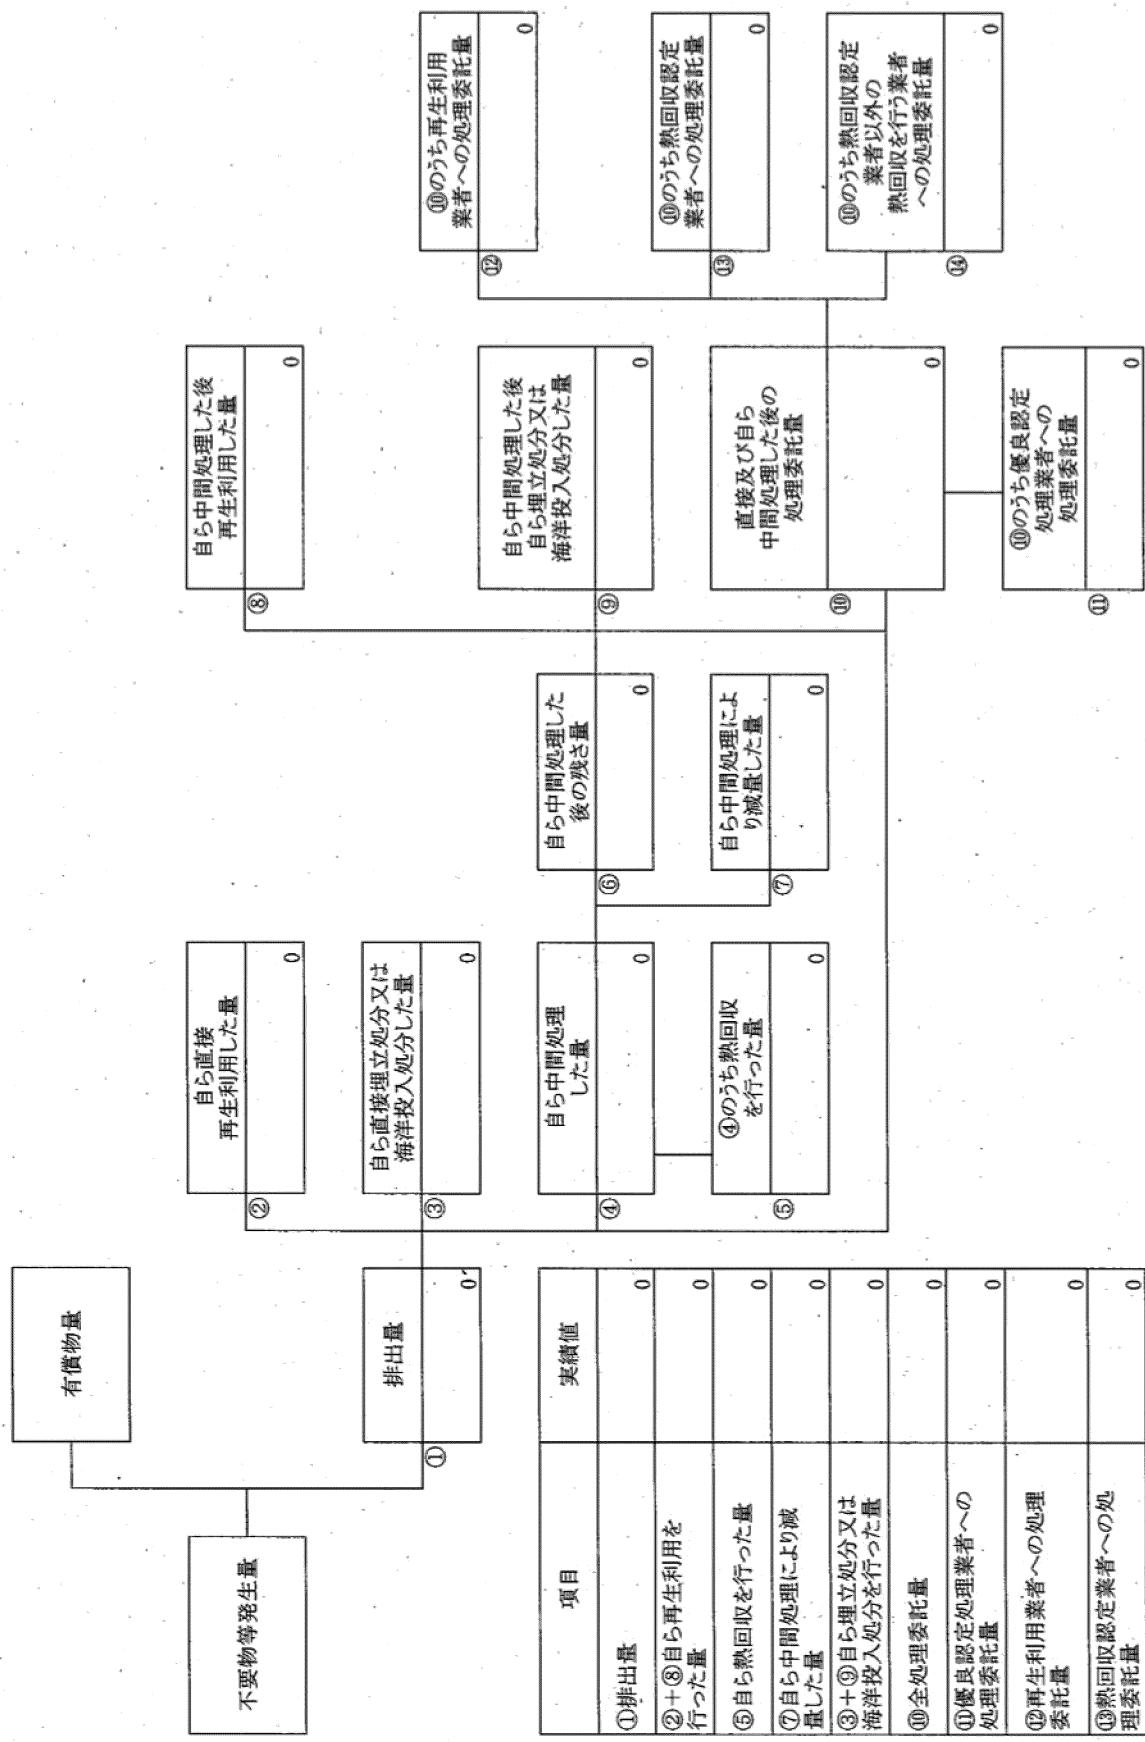 不要物等発生量
有償物量
①
排出量
0
②
自ら直接
再生利用した量
0
③
自ら直接埋立処分又は
海洋投入処分した量
0
④
自ら中間処理
した量
0
⑤
④のうち熱回収
を行った量
0
⑥
自ら中間処理した
後の残さ量
0
⑦
自ら中間処理によ
り減量した量
0
⑧
自ら中間処理した後
再生利用した量
0
⑨
自ら中間処理した後
自ら埋立処分又は
海洋投入処分した量
0
⑩
直接及び自ら
中間処理した後の
処理委託量
0
⑪
⑩のうち優良認定
処理業者への
処理委託量
0
⑫
⑩のうち再生利用
業者への処理委託量
0
⑬
⑩のうち熱回収認定
業者への処理委託量
0
⑭
⑩のうち熱回収認定
業者以外の
熱回収を行う業者
への処理委託量
0
項目 実績値
①排出量 0
②+⑧自ら再生利用を
行った量 0
⑤自ら熱回収を行った量 0
⑦自ら中間処理により減
量した量 0
③+⑨自ら埋立処分又は
海洋投入処分を行った量 0
⑩全処理委託量 0
⑪優良認定処理業者への
処理委託量 0
⑫再生利用業者への処理
委託量 0
⑬熱回収認定業者への処
理委託量 0